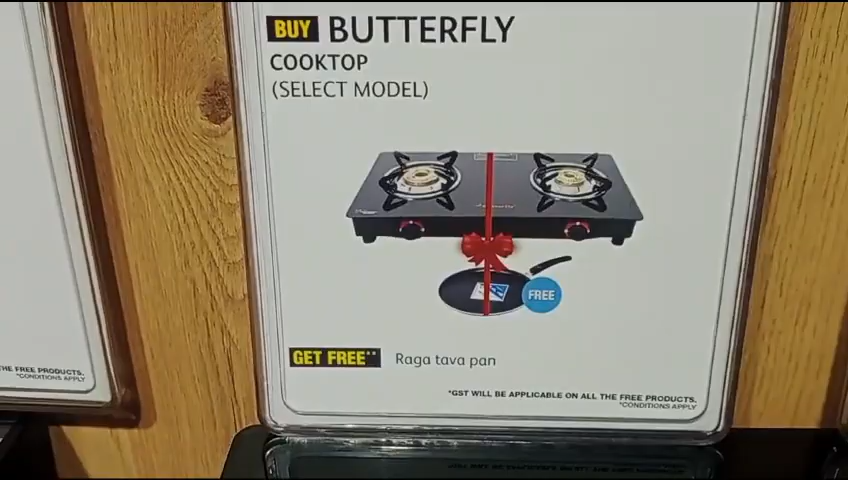 BUY BUTTERFLY
COOKTOP
(SELECT MODEL)
FREE
GET FREE** Raga tava pan
*GST WILL BE APPLICABLE ON ALL THE FREE PRODUCTS.
*CONDITIONS APPLY
THE FREE PRODUCTS.
*CONDITIONS APPLY